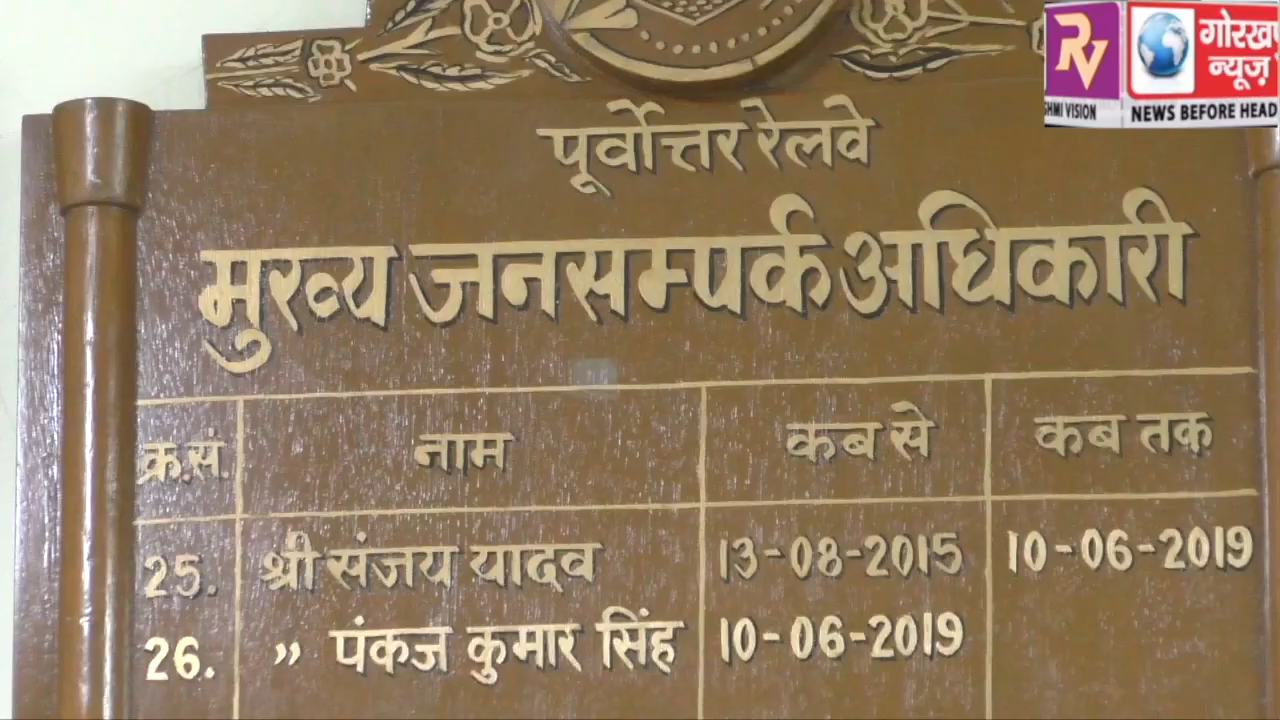 गोरख
न्यूज़
HMI VISION
NEWS BEFORE HEAD
पूर्वोत्तर रेलवे
मुख्य जनसम्पर्क अधिकारी
क्र.सं. नाम कब से कब तक
25. श्री संजय यादव 13-08-2015 10-06-2019
26. ,, पंकज कुमार सिंह 10-06-2019